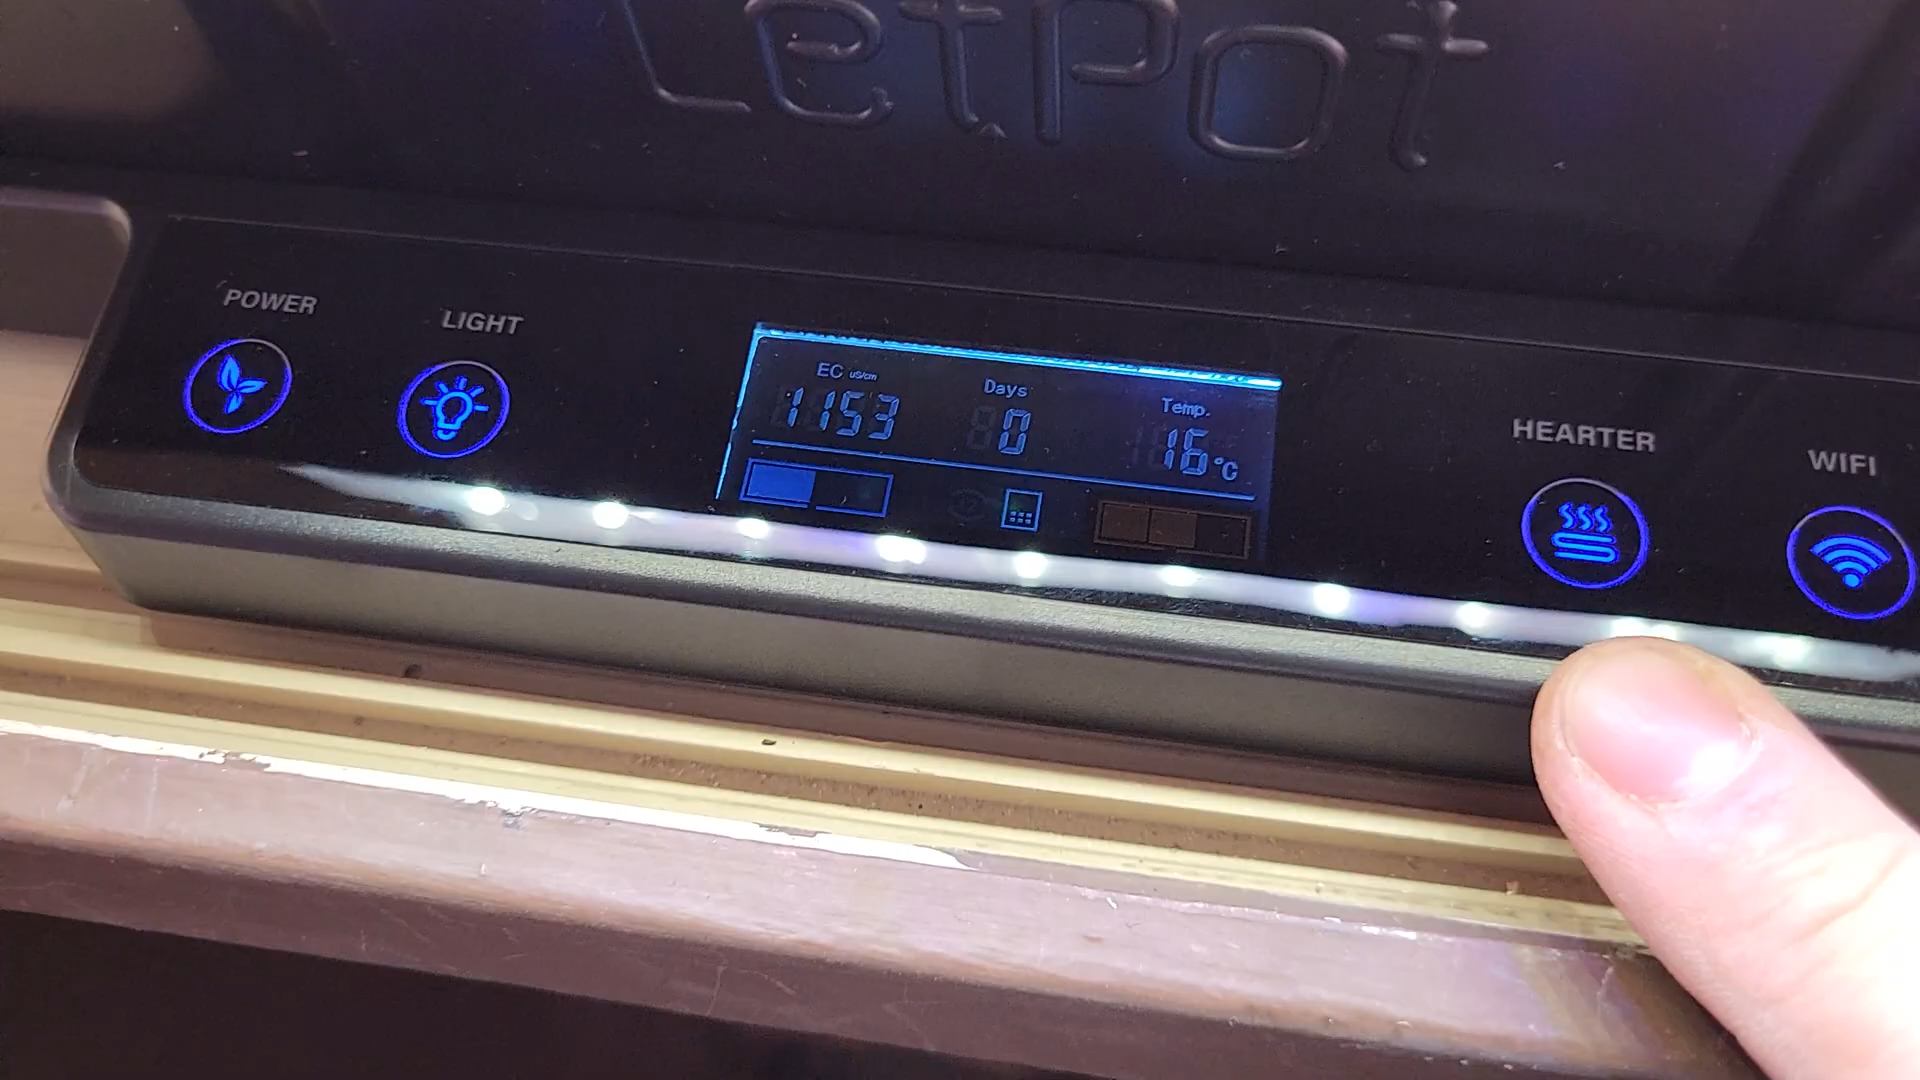 LetPot
POWER
LIGHT
EC uS/cm
Days
Temp.
1153
0
16°C
HEARTER
WIFI